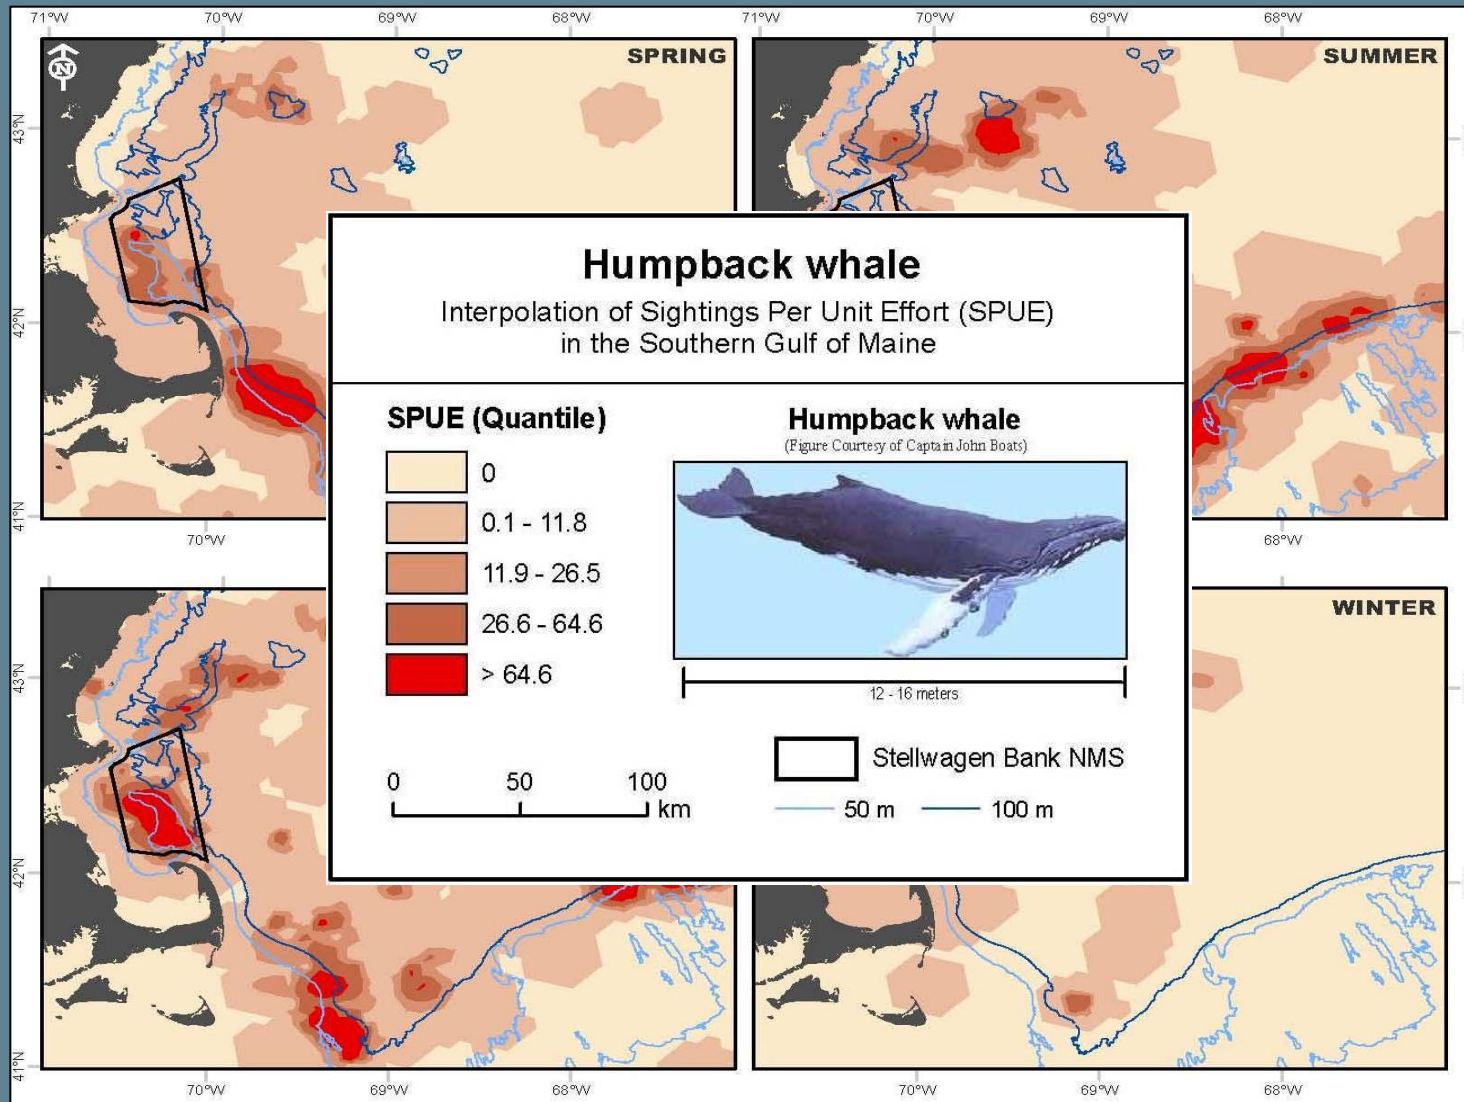 71°W 70°W 69°W 68°W 71°W 70°W 69°W 68°W
N
SPRING
SUMMER
43°N
42°N
41°N
70°W 68°W
Humpback whale
Interpolation of Sightings Per Unit Effort (SPUE)
in the Southern Gulf of Maine
SPUE (Quantile)
0
0.1 - 11.8
11.9 - 26.5
26.6 - 64.6
> 64.6
Humpback whale
(Figure Courtesy of Captain John Boats)
12 - 16 meters
0 50 100
km
Stellwagen Bank NMS
50 m 100 m
WINTER
43°N
42°N
41°N
70°W 69°W 68°W 70°W 69°W 68°W